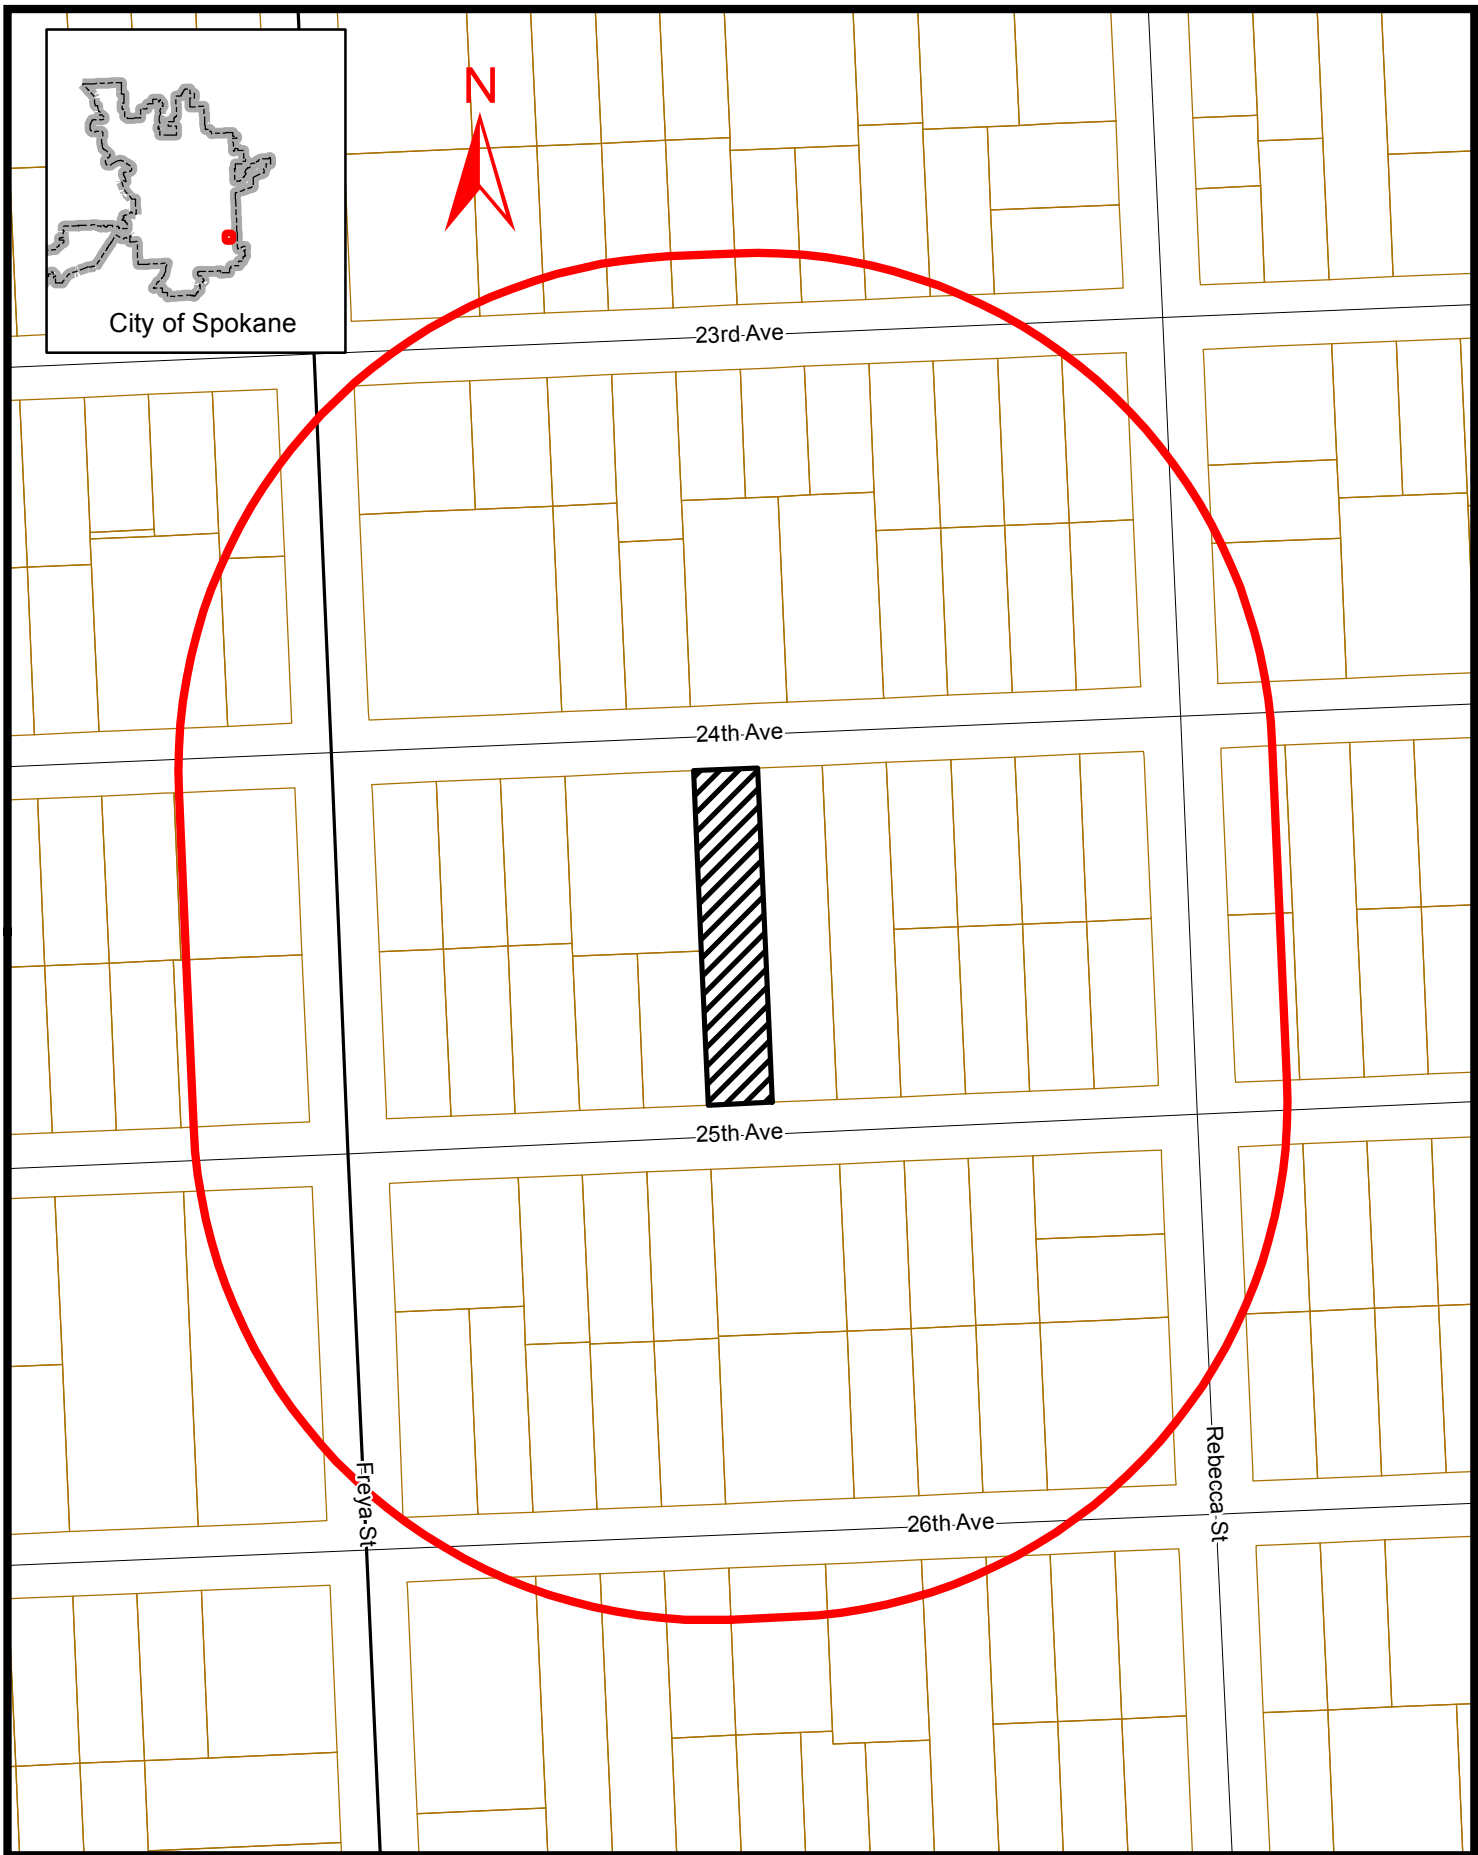 N
City of Spokane
23rd Ave
24th Ave
25th Ave
26th Ave
Freya St
Rebecca St